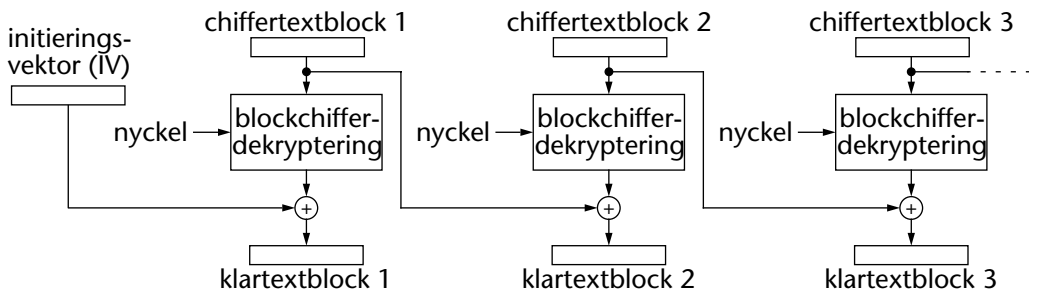 chiffertextblock 1
chiffertextblock 2
chiffertextblock 3
initierings-
vektor (IV)
nyckel
blockchiffer-
dekryptering
nyckel
blockchiffer-
dekryptering
nyckel
blockchiffer-
dekryptering
klartextblock 1
klartextblock 2
klartextblock 3